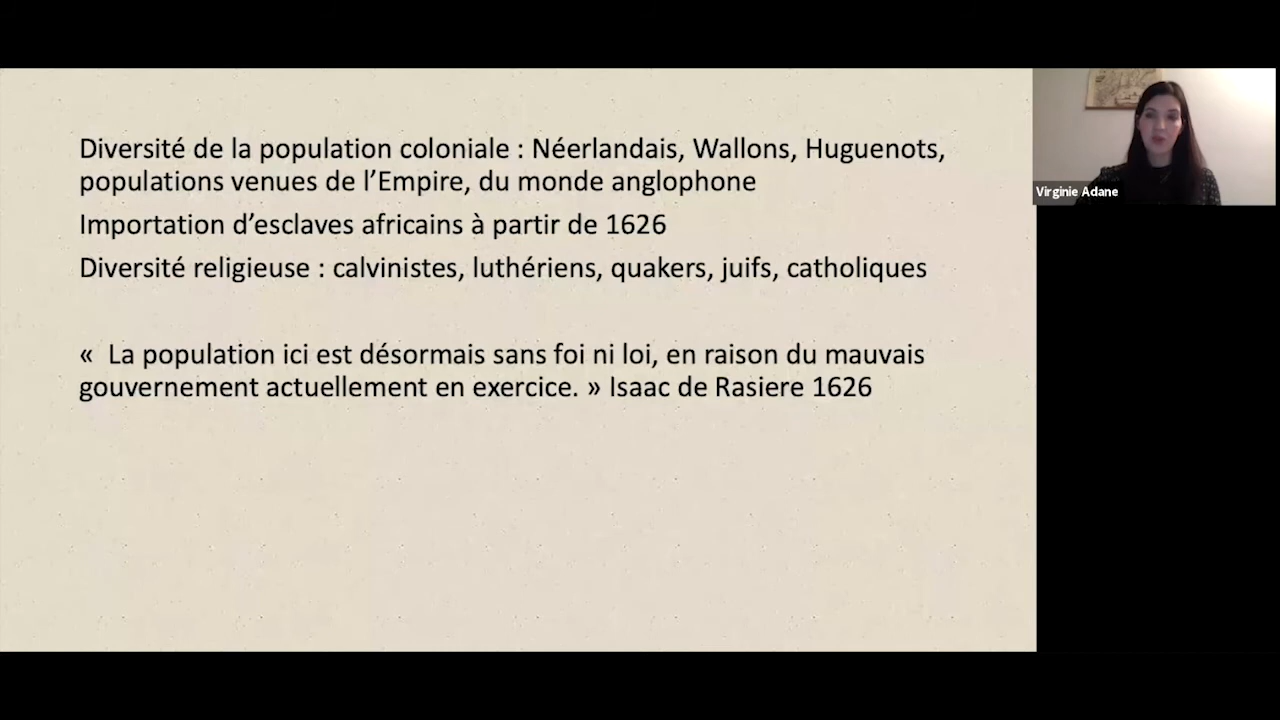 Diversité de la population coloniale : Néerlandais, Wallons, Huguenots,
populations venues de l’Empire, du monde anglophone
Importation d’esclaves africains à partir de 1626
Diversité religieuse : calvinistes, luthériens, quakers, juifs, catholiques
«  La population ici est désormais sans foi ni loi, en raison du mauvais
gouvernement actuellement en exercice. » Isaac de Rasiere 1626
Virginie Adane